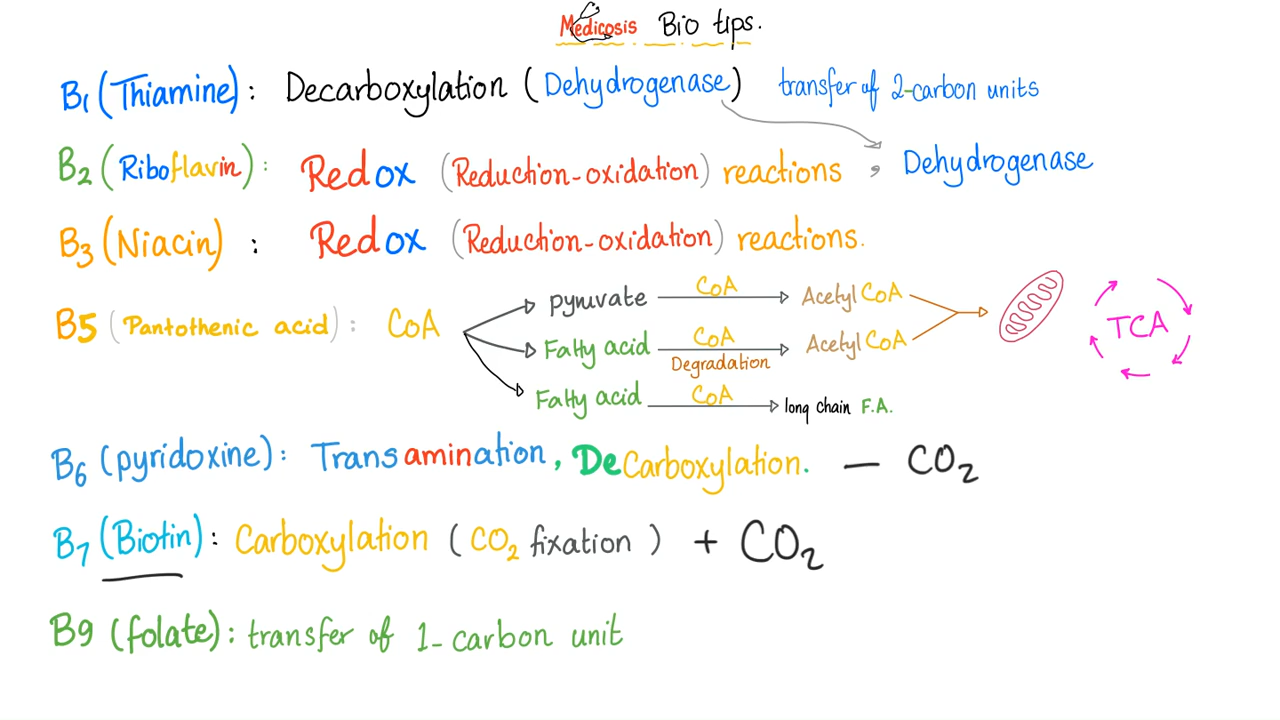 Medicosis Bio tips.
B1 (Thiamine): Decarboxylation (Dehydrogenase) transfer of 2-carbon units
B2 (Riboflavin): Redox (Reduction-oxidation) reactions, Dehydrogenase
B3 (Niacin): Redox (Reduction-oxidation) reactions.
pyruvate CoA Acetyl CoA
B5 (Pantothenic acid): CoA
TCA
Fatty acid CoA Acetyl CoA
Degradation
Fatty acid CoA long chain F.A.
B6 (pyridoxine): Transamination, DeCarboxylation. – CO2
B7 (Biotin): Carboxylation (CO2 fixation) + CO2
B9 (folate): transfer of 1-carbon unit